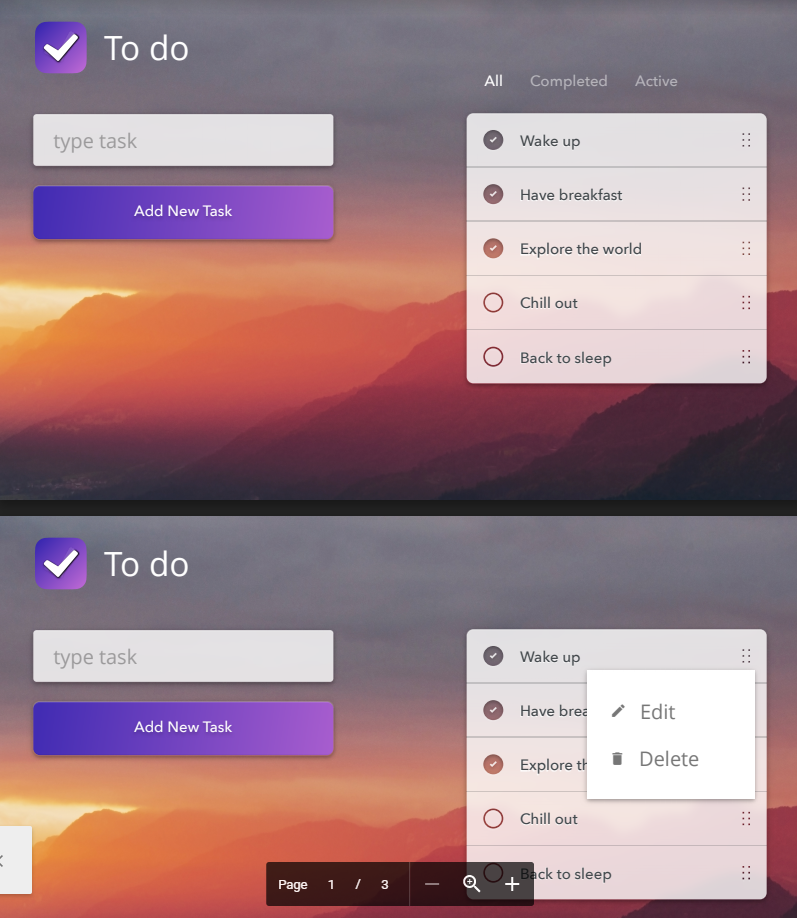 To do
All Completed Active
type task
Add New Task
Wake up
Have breakfast
Explore the world
Chill out
Back to sleep
To do
type task
Add New Task
Wake up
Have brea
Explore th
Edit
Delete
Chill out
Back to sleep
Page 1 / 3